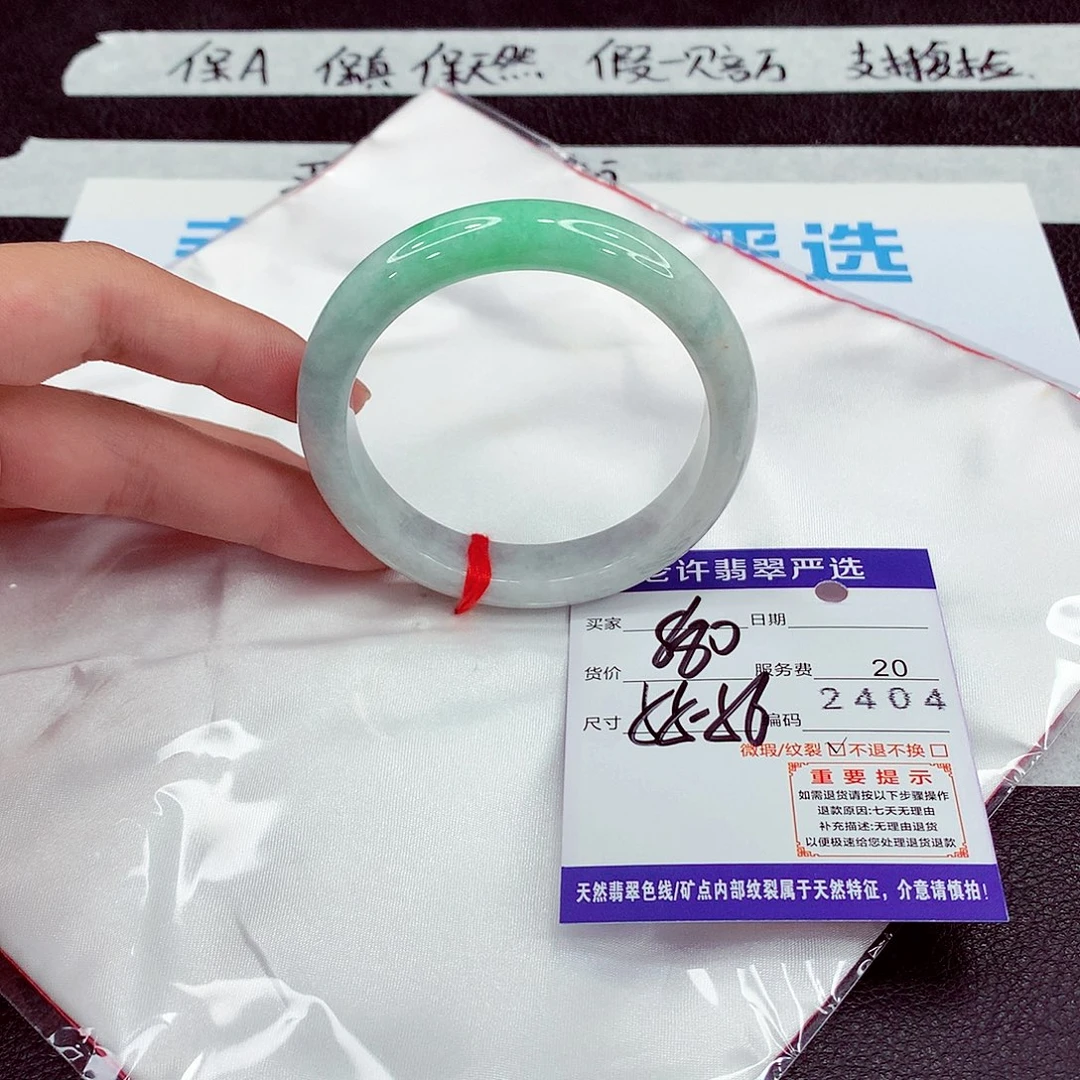 保A 保真 保天然 假一赔万 支持复检
严选
老许翡翠严选
买家 日期
880
货价 服务费 20
尺寸 编码 2404
微瑕/纹裂☑不退不换☐
重要提示
如需退货请按以下步骤操作
退款原因:七天无理由
补充描述:无理由退货
以便极速给您处理退货退款
天然翡翠色线/矿点内部纹裂属于天然特征，介意请慎拍!